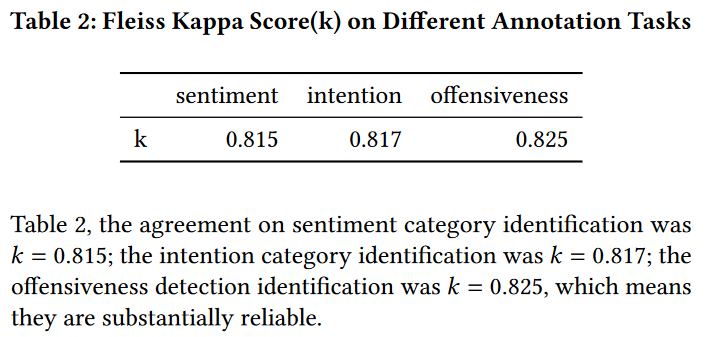 Table 2: Fleiss Kappa Score(k) on Different Annotation Tasks
sentiment intention offensiveness
k 0.815 0.817 0.825
Table 2, the agreement on sentiment category identification was
k = 0.815; the intention category identification was k = 0.817; the
offensiveness detection identification was k = 0.825, which means
they are substantially reliable.